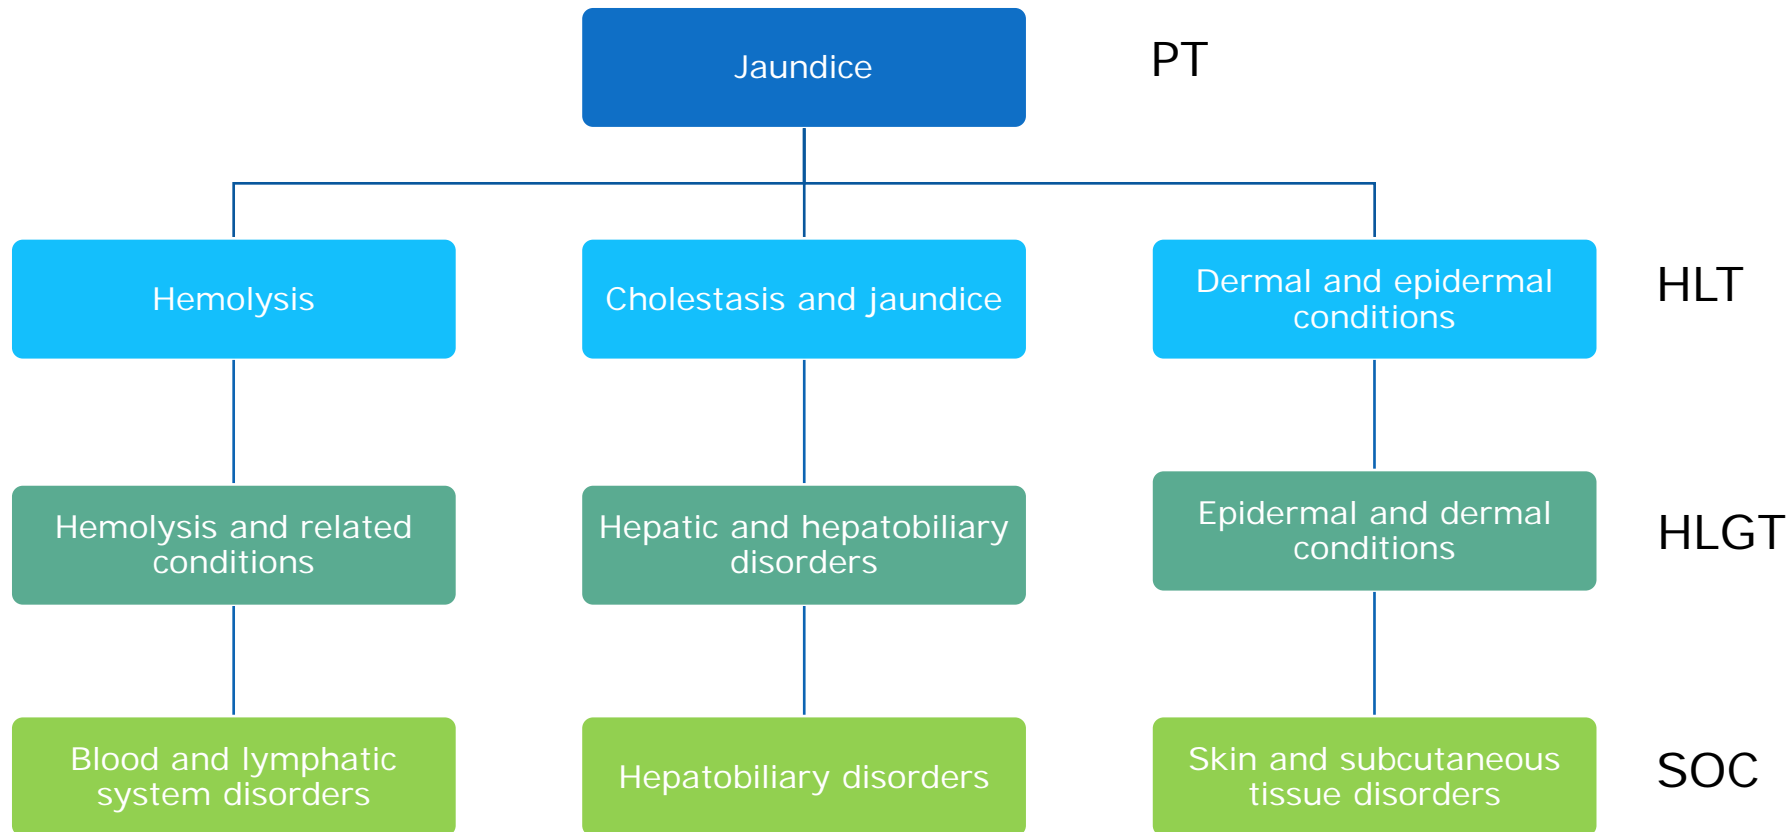 Jaundice
PT
Hemolysis
Cholestasis and jaundice
Dermal and epidermal
conditions
HLT
Hemolysis and related
conditions
Hepatic and hepatobiliary
disorders
Epidermal and dermal
conditions
HLGT
Blood and lymphatic
system disorders
Hepatobiliary disorders
Skin and subcutaneous
tissue disorders
SOC